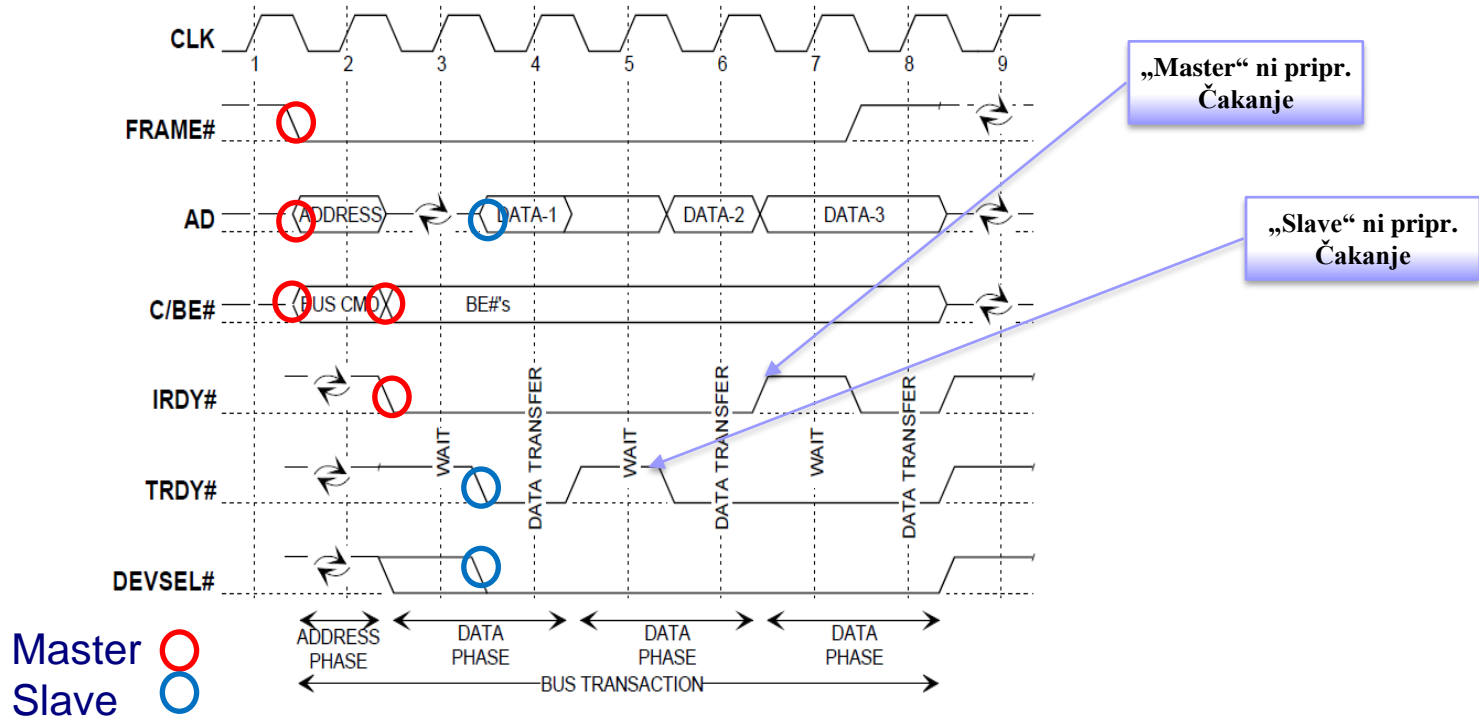 CLK
1 2 3 4 5 6 7 8 9
„Master“ ni pripr.
Čakanje
FRAME#
„Slave“ ni pripr.
Čakanje
AD
ADDRESS DATA-1 DATA-2 DATA-3
C/BE#
BUS CMD BE#'s
IRDY#
WAIT
DATA TRANSFER
WAIT
DATA TRANSFER
WAIT
DATA TRANSFER
TRDY#
DEVSEL#
ADDRESS
PHASE
DATA
PHASE
DATA
PHASE
DATA
PHASE
BUS TRANSACTION
Master
Slave